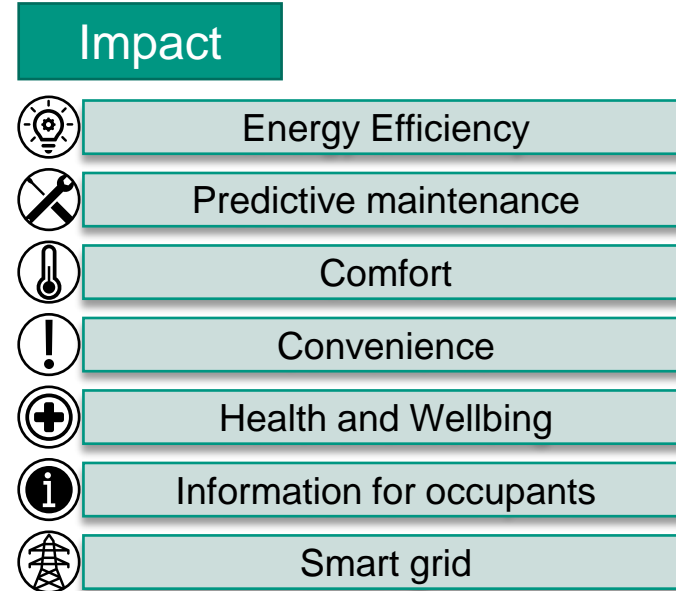 Impact
Energy Efficiency
Predictive maintenance
Comfort
Convenience
Health and Wellbing
Information for occupants
Smart grid